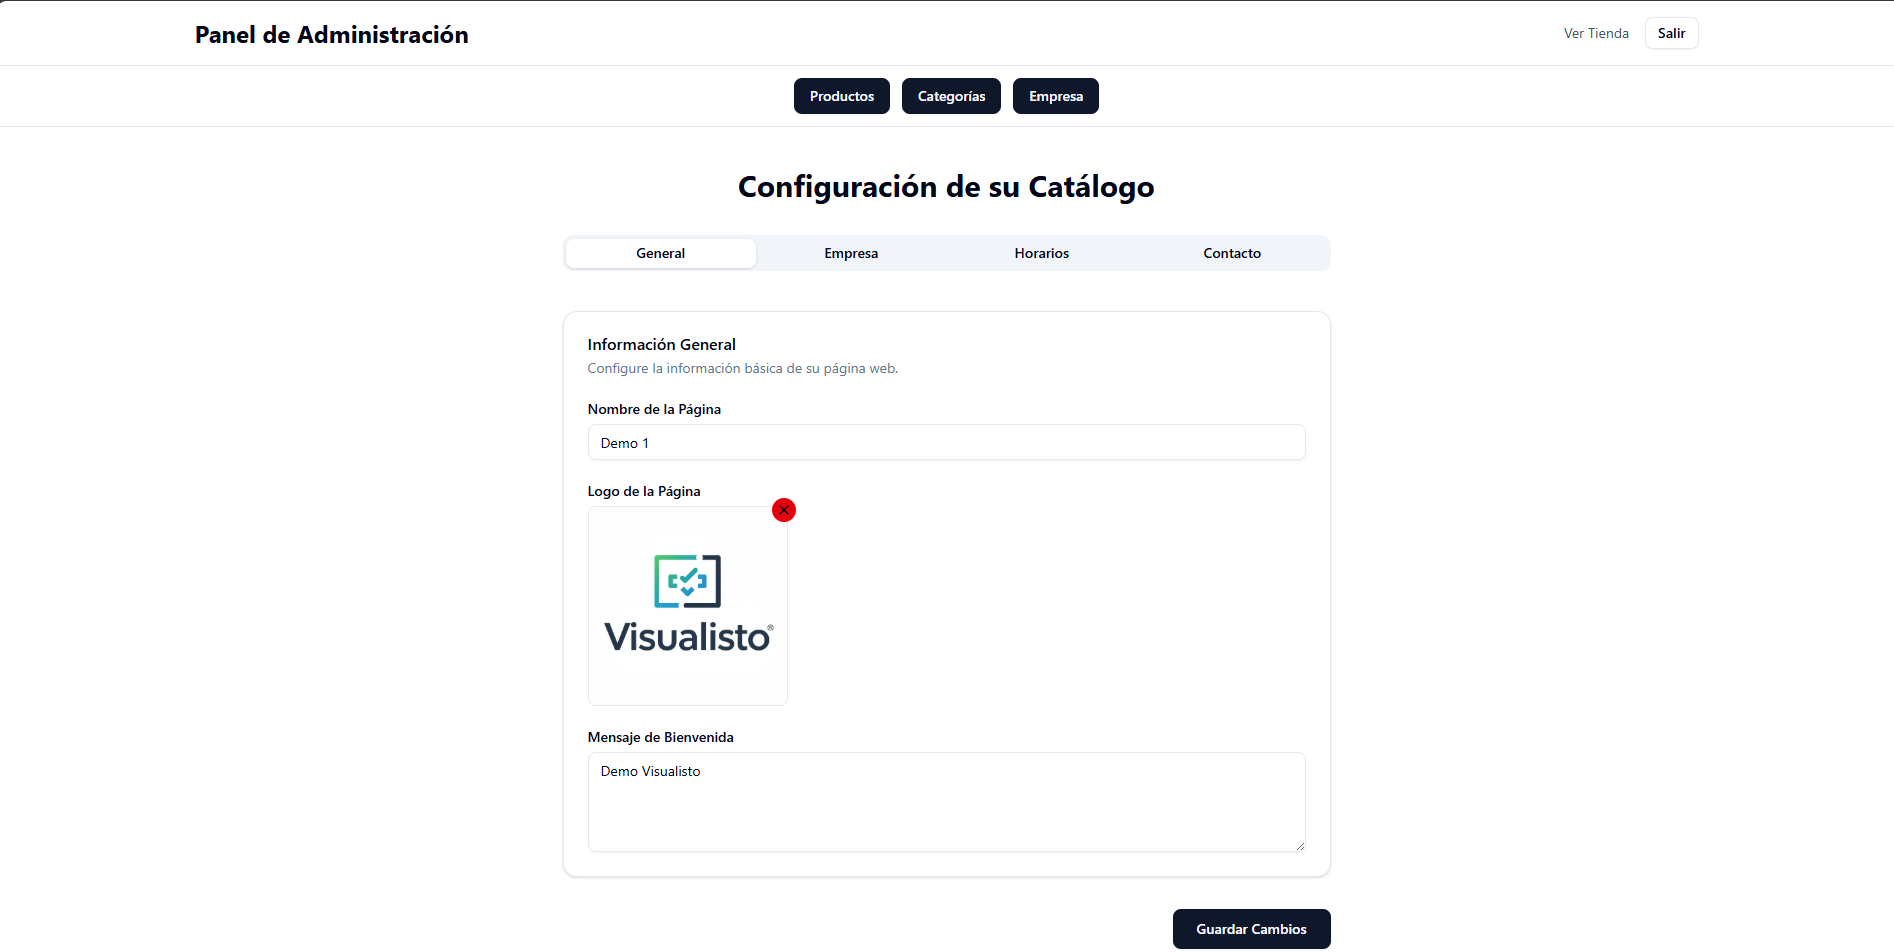 Panel de Administración
Ver Tienda
Salir
Productos
Categorías
Empresa
Configuración de su Catálogo
General
Empresa
Horarios
Contacto
Información General
Configure la información básica de su página web.
Nombre de la Página
Demo 1
Logo de la Página
Visualisto®
Mensaje de Bienvenida
Demo Visualisto
Guardar Cambios